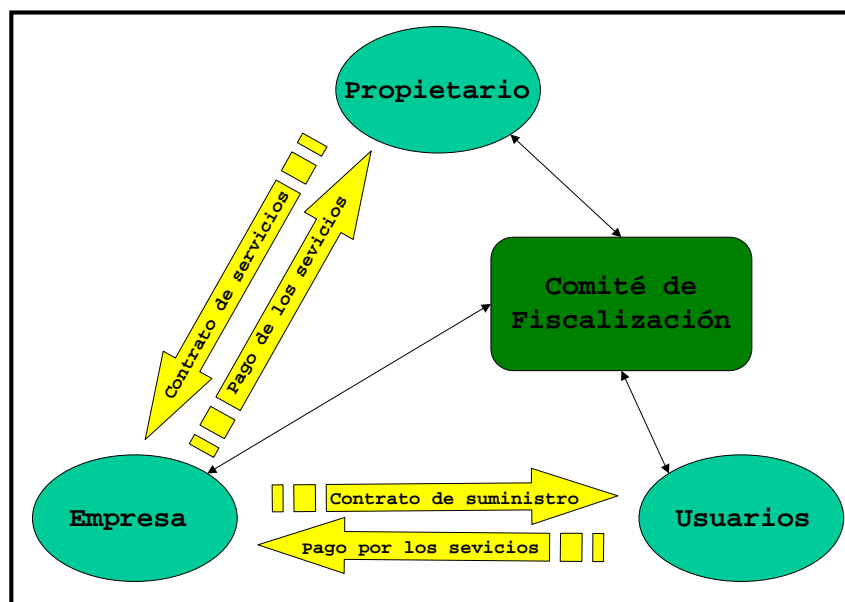 Propietario
Contrato de servicios
Pago de los sevicios
Comité de
Fiscalización
Empresa
Contrato de suministro
Pago por los sevicios
Usuarios